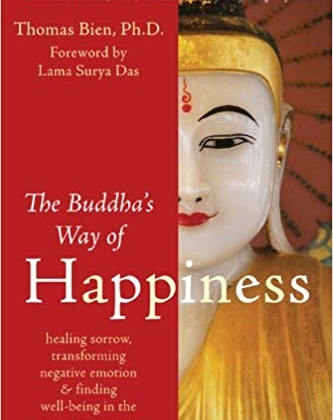 Thomas Bien, Ph.D.
Foreword by
Lama Surya Das
The Buddha's
Way of
Happiness
healing sorrow,
transforming
negative emotion
& finding
well-being in the